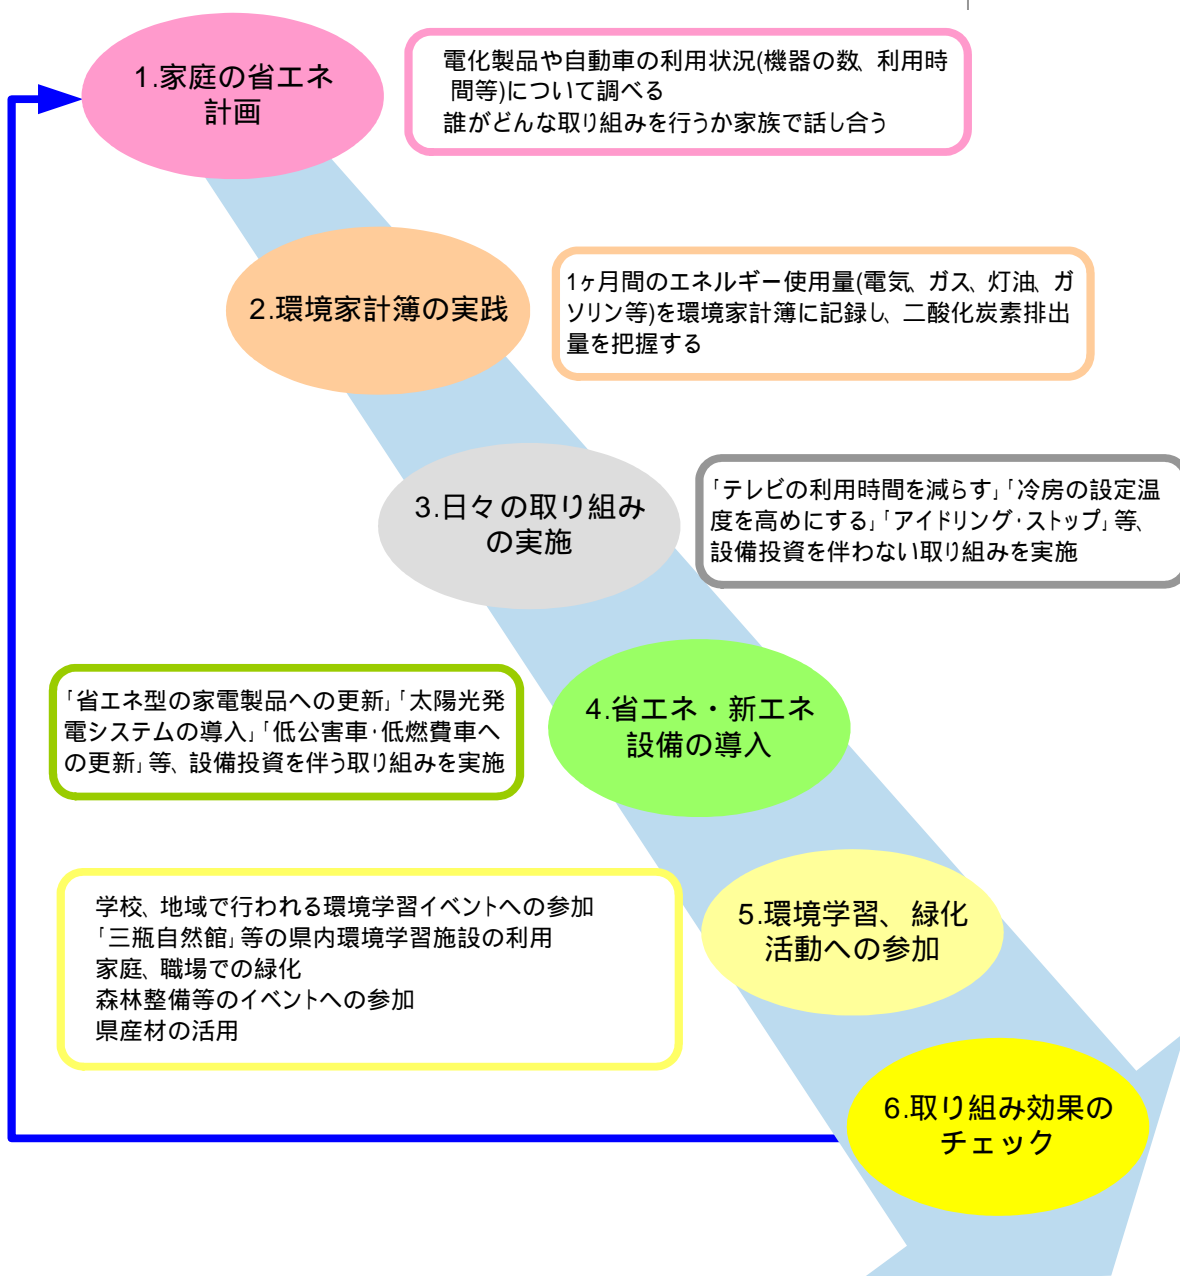 1.家庭の省エネ
計画
電化製品や自動車の利用状況(機器の数、利用時
間等)について調べる
誰がどんな取り組みを行うか家族で話し合う
2.環境家計簿の実践
1ヶ月間のエネルギー使用量(電気、ガス、灯油、ガ
ソリン等)を環境家計簿に記録し、二酸化炭素排出
量を把握する
3.日々の取り組み
の実施
「テレビの利用時間を減らす」「冷房の設定温
度を高めにする」「アイドリング・ストップ」等、
設備投資を伴わない取り組みを実施
4.省エネ・新エネ
設備の導入
「省エネ型の家電製品への更新」「太陽光発
電システムの導入」「低公害車・低燃費車へ
の更新」等、設備投資を伴う取り組みを実施
5.環境学習、緑化
活動への参加
学校、地域で行われる環境学習イベントへの参加
「三瓶自然館」等の県内環境学習施設の利用
家庭、職場での緑化
森林整備等のイベントへの参加
県産材の活用
6.取り組み効果の
チェック